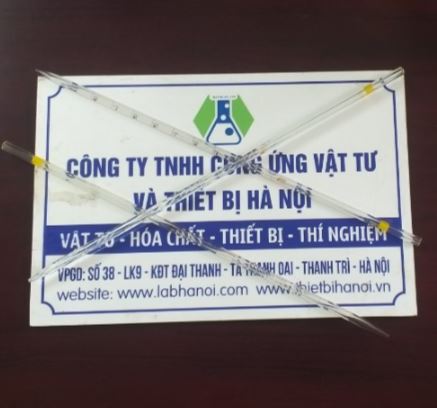 CÔNG TY TNHH CUNG ỨNG VẬT TƯ
VÀ THIẾT BỊ HÀ NỘI
VẬT TƯ - HÓA CHẤT - THIẾT BỊ - THÍ NGHIỆM
VPGD: SỐ 38 - LK9 - KĐT ĐẠI THANH - TẢ THANH OAI - THANH TRÌ - HÀ NỘI
website: www.labhanoi.com www.thietbihanoi.vn